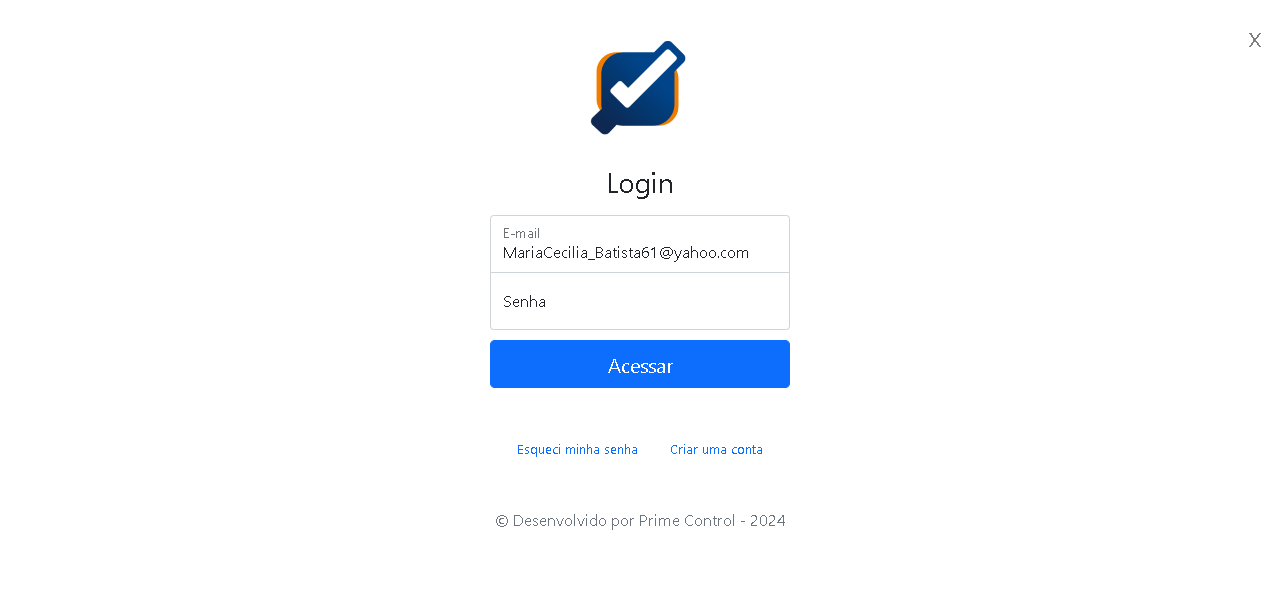 X
Login
E-mail
MariaCecilia_Batista61@yahoo.com
Senha
Acessar
Esqueci minha senha Criar uma conta
© Desenvolvido por Prime Control - 2024